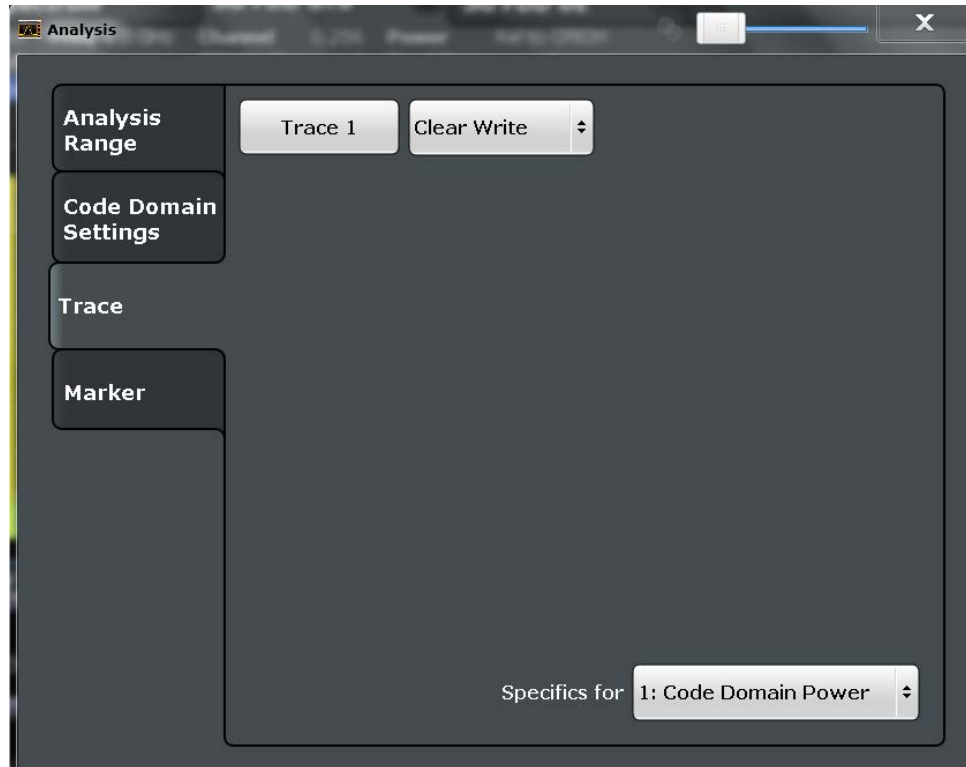 Analysis
X
Analysis
Range
Trace 1
Clear Write
Code Domain
Settings
Trace
Marker
Specifics for
1: Code Domain Power